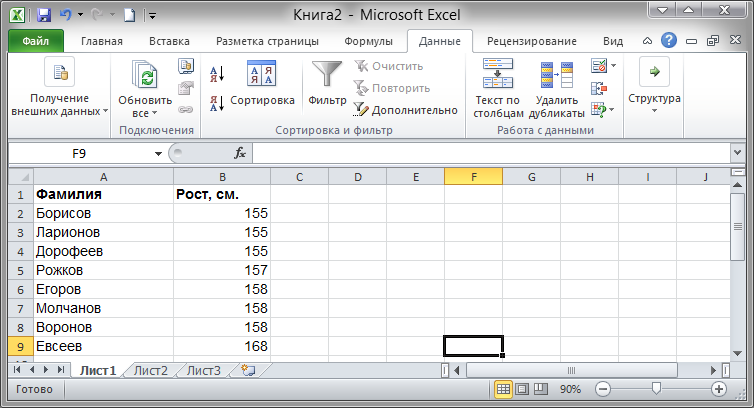 Книга2 - Microsoft Excel
Файл Главная Вставка Разметка страницы Формулы Данные Рецензирование Вид
Получение внешних данных
Обновить все
Подключения
А Я
Я А
Сортировка
Фильтр
Очистить
Повторить
Дополнительно
Сортировка и фильтр
Текст по столбцам
Удалить дубликаты
Работа с данными
Структура
F9 fx
A B C D E F G H I J
1 Фамилия Рост, см.
2 Борисов 155
3 Ларионов 155
4 Дорофеев 155
5 Рожков 157
6 Егоров 158
7 Молчанов 158
8 Воронов 158
9 Евсеев 168
Лист1 Лист2 Лист3
Готово 90%